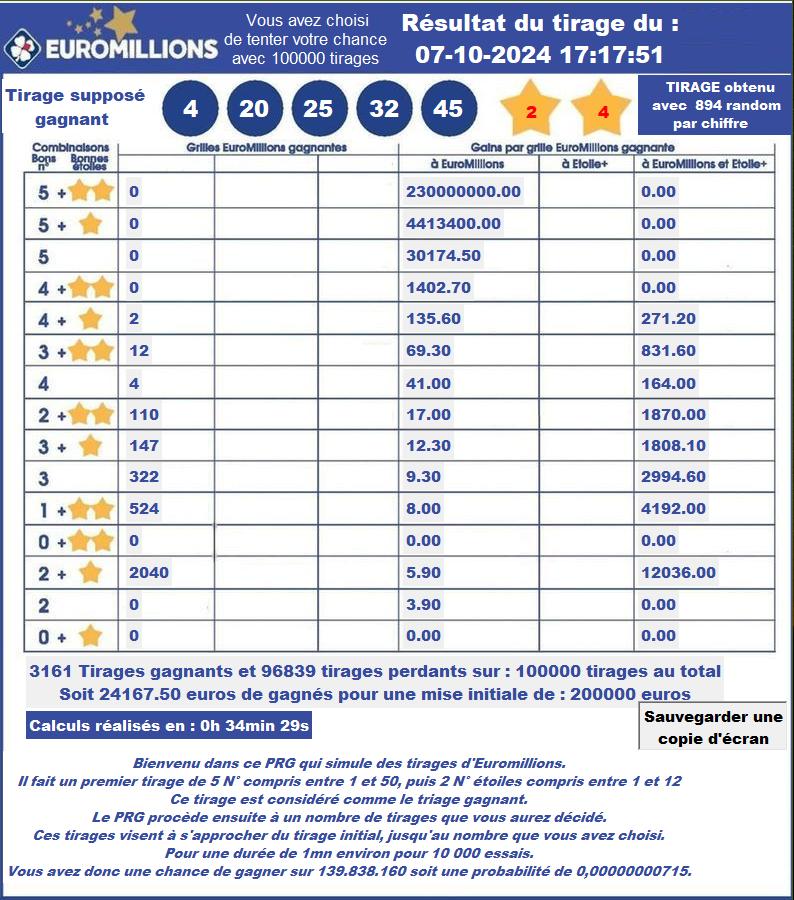 EUROMILLIONS
Vous avez choisi
de tenter votre chance
avec 100000 tirages
Résultat du tirage du :
07-10-2024 17:17:51
Tirage supposé
gagnant
4 20 25 32 45 2 4
TIRAGE obtenu
avec 894 random
par chiffre
Combinaisons
Bons n° Bonnes étoiles
Grilles EuroMillions gagnantes
Gains par grille EuroMillions gagnante
à EuroMillions à Etoile+ à EuroMillions et Etoile+
5 + 0 230000000.00 0.00
5 + 0 4413400.00 0.00
5 0 30174.50 0.00
4 + 0 1402.70 0.00
4 + 2 135.60 271.20
3 + 12 69.30 831.60
4 4 41.00 164.00
2 + 110 17.00 1870.00
3 + 147 12.30 1808.10
3 322 9.30 2994.60
1 + 524 8.00 4192.00
0 + 0 0.00 0.00
2 + 2040 5.90 12036.00
2 0 3.90 0.00
0 + 0 0.00 0.00
3161 Tirages gagnants et 96839 tirages perdants sur : 100000 tirages au total
Soit 24167.50 euros de gagnés pour une mise initiale de : 200000 euros
Calculs réalisés en : 0h 34min 29s
Sauvegarder une
copie d'écran
Bienvenu dans ce PRG qui simule des tirages d'Euromillions.
Il fait un premier tirage de 5 N° compris entre 1 et 50, puis 2 N° étoiles compris entre 1 et 12
Ce tirage est considéré comme le triage gagnant.
Le PRG procède ensuite à un nombre de tirages que vous aurez décidé.
Ces tirages visent à s'approcher du tirage initial, jusqu'au nombre que vous avez choisi.
Pour une durée de 1mn environ pour 10 000 essais.
Vous avez donc une chance de gagner sur 139.838.160 soit une probabilité de 0,00000000715.